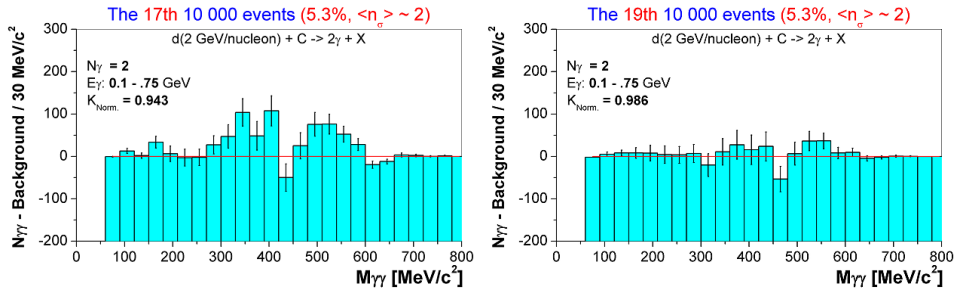 The 17th 10 000 events (5.3%, <nσ> ~ 2)
d(2 GeV/nucleon) + C -> 2γ + X
Nγ = 2
Eγ: 0.1 - .75 GeV
K Norm. = 0.943
Nγγ - Background / 30 MeV/c²
300
200
100
0
-100
-200
0 100 200 300 400 500 600 700 800
Mγγ [MeV/c²]
The 19th 10 000 events (5.3%, <nσ> ~ 2)
d(2 GeV/nucleon) + C -> 2γ + X
Nγ = 2
Eγ: 0.1 - .75 GeV
K Norm. = 0.986
Nγγ - Background / 30 MeV/c²
300
200
100
0
-100
-200
0 100 200 300 400 500 600 700 800
Mγγ [MeV/c²]